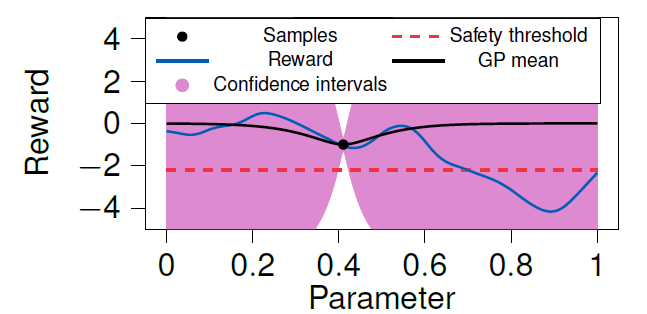 Samples Safety threshold
Reward GP mean
Confidence intervals
4
2
0
−2
−4
Reward
0 0.2 0.4 0.6 0.8 1
Parameter